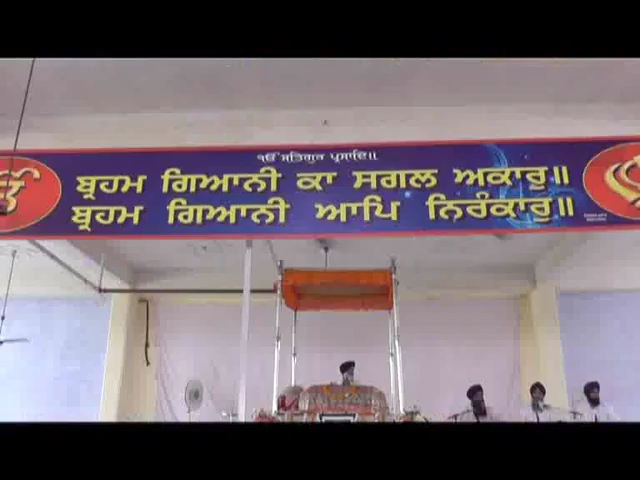 ੴ ਸਤਿਗੁਰ ਪ੍ਰਸਾਦਿ॥
ਬ੍ਰਹਮ ਗਿਆਨੀ ਕਾ ਸਗਲ ਅਕਾਰੁ॥
ਬ੍ਰਹਮ ਗਿਆਨੀ ਆਪਿ ਨਿਰੰਕਾਰੁ॥